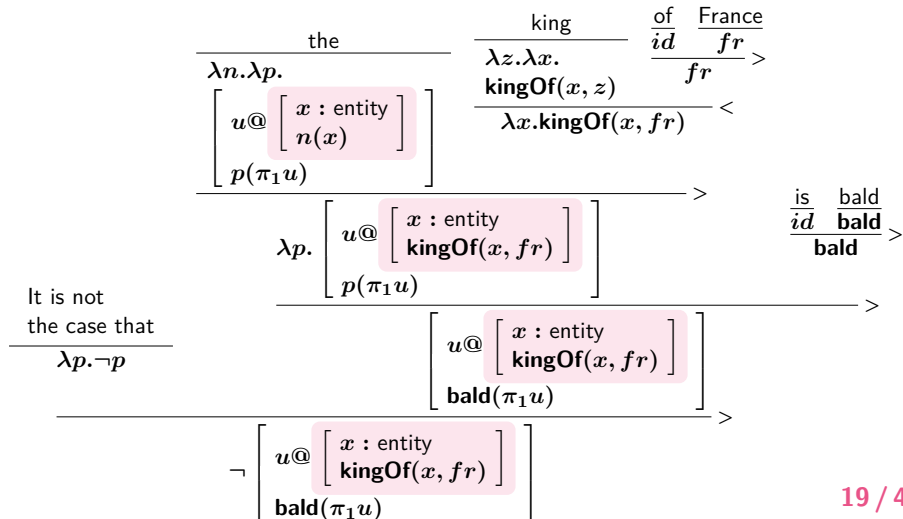 the
λn.λp.
[ u@ [ x : entity
n(x) ]
p(π₁u) ]
king
λz.λx.
kingOf(x, z)
of France
id fr
>
fr
<
λx.kingOf(x, fr)
>
λp. [ u@ [ x : entity
kingOf(x, fr) ]
p(π₁u) ]
is bald
id bald
>
bald
>
[ u@ [ x : entity
kingOf(x, fr) ]
bald(π₁u) ]
It is not
the case that
λp.¬p
>
¬ [ u@ [ x : entity
kingOf(x, fr) ]
bald(π₁u) ]
19 / 4